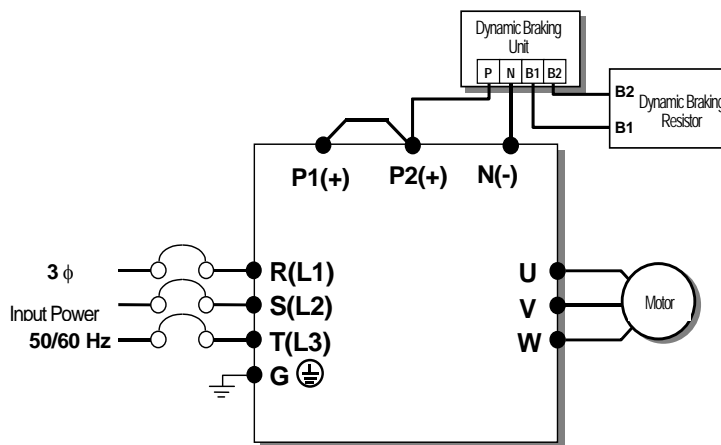 Dynamic Braking
Unit
P N B1 B2
B2
B1
Dynamic Braking
Resistor
P1(+) P2(+) N(-)
3 ϕ
Input Power
50/60 Hz
R(L1)
S(L2)
T(L3)
G
U
V
W
Motor